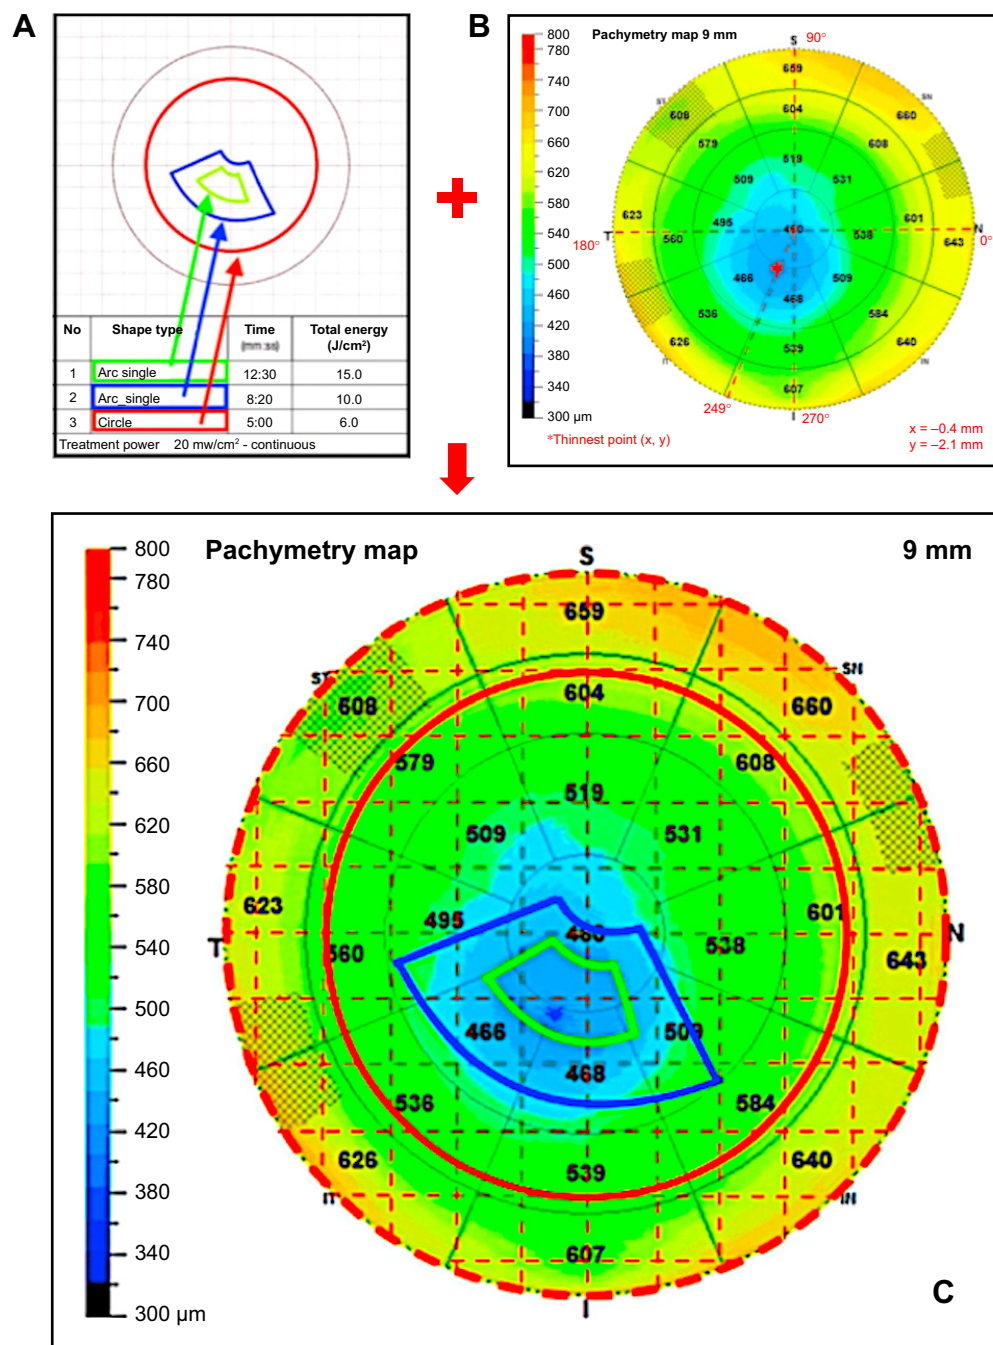 A
No Shape type Time (mm:ss) Total energy (J/cm²)
1 Arc single 12:30 15.0
2 Arc_single 8:20 10.0
3 Circle 5:00 6.0
Treatment power 20 mw/cm² - continuous
B
Pachymetry map 9 mm
800
780
740
700
660
620
580
540
500
460
420
380
340
300 µm
S 90°
659
ST 608 604 660 SN
579 608
519
509 531
623 495 601
T 560 460 538 643 N
180° 0°
466 509
468
536 584
626 539 640
IT IN
607
249° I 270°
*Thinnest point (x, y)
x = –0.4 mm
y = –2.1 mm
Pachymetry map 9 mm
800
780
740
700
660
620
580
540
500
460
420
380
340
300 µm
S
659
ST SN
608 604 660
579 608
519
509 531
623 495 601
T 560 538 643 N
466 509
468
536 584
626 539 640
IT IN
607
I
C